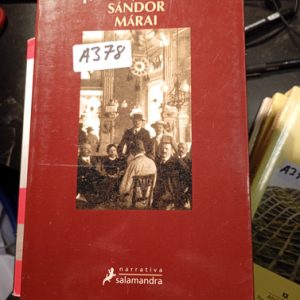 SÁNDOR
MÁRAI
A378
narrativa
salamandra